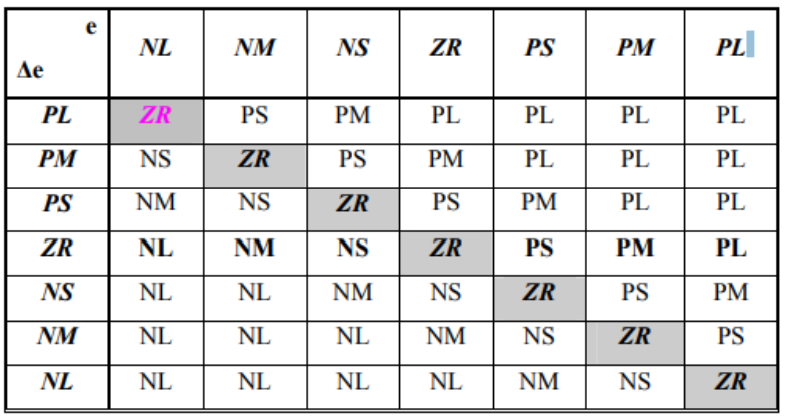 e
Δe NL NM NS ZR PS PM PL
PL ZR PS PM PL PL PL PL
PM NS ZR PS PM PL PL PL
PS NM NS ZR PS PM PL PL
ZR NL NM NS ZR PS PM PL
NS NL NL NM NS ZR PS PM
NM NL NL NL NM NS ZR PS
NL NL NL NL NL NM NS ZR